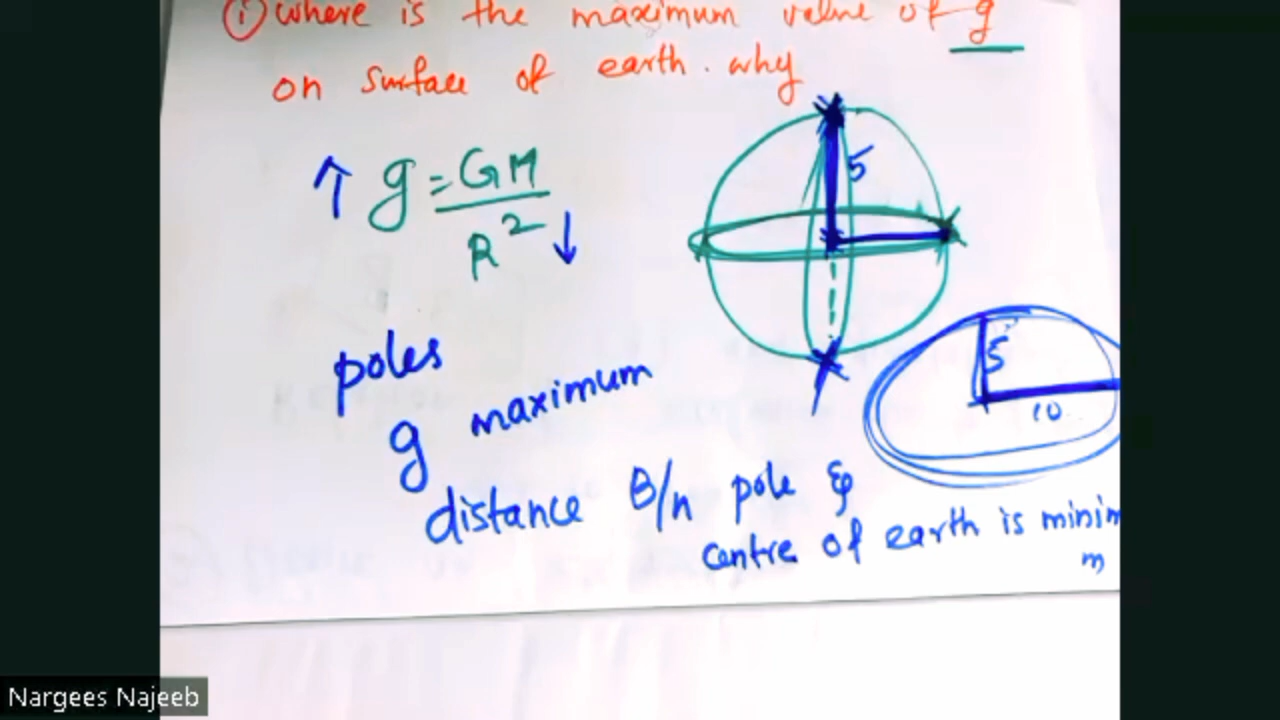 ① where is the maximum value of g
on surface of earth. why
↑ g = GM
R² ↓
5
5
10
poles
g maximum
distance B/n pole &
centre of earth is minim
m
Nargees Najeeb